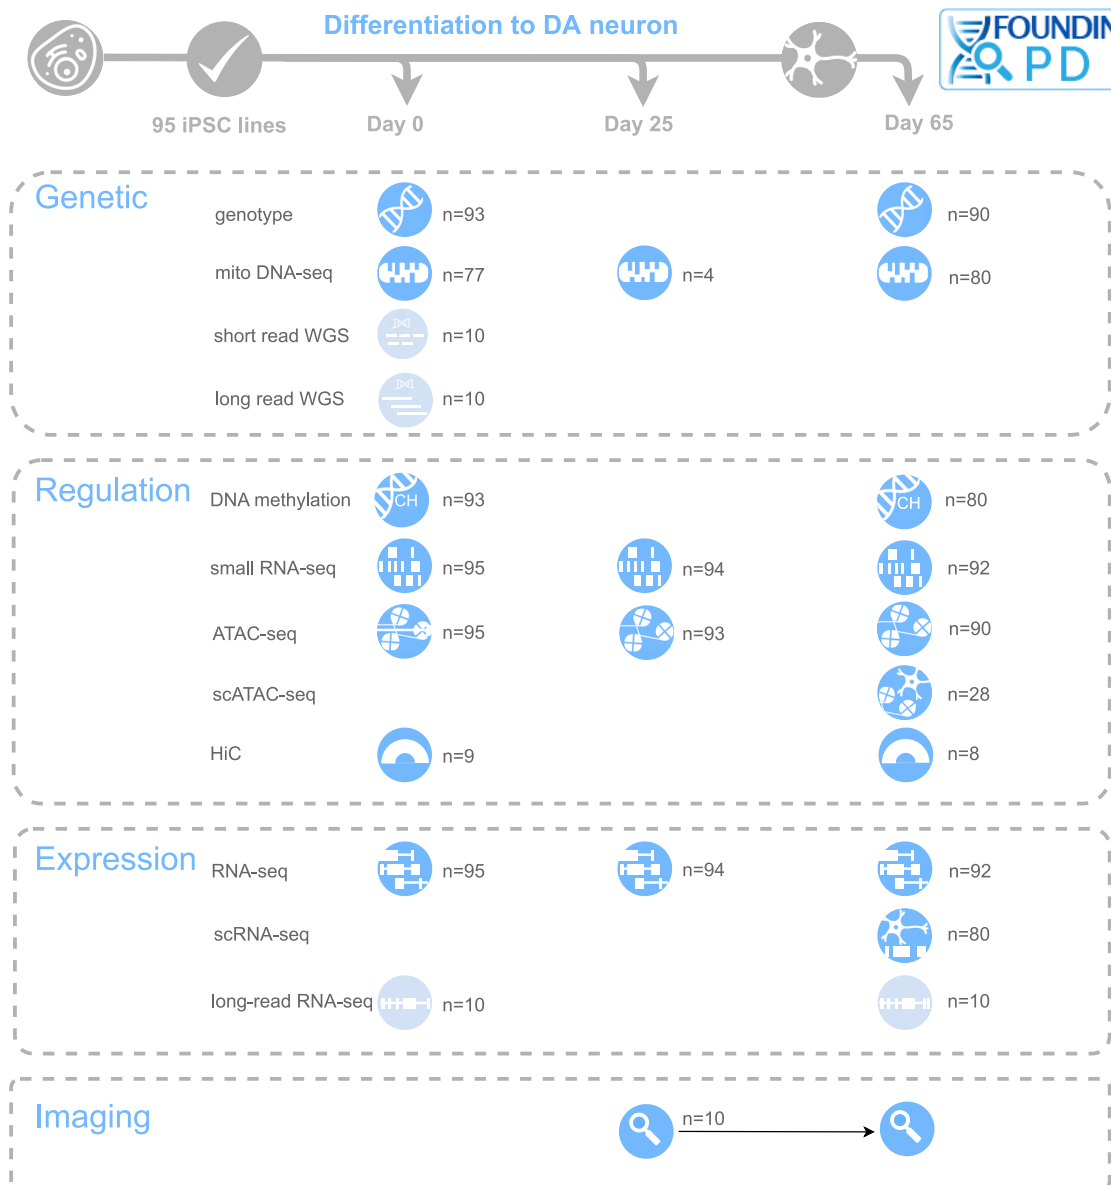 Differentiation to DA neuron
FOUNDIN
PD
95 iPSC lines Day 0 Day 25 Day 65
Genetic
genotype n=93 n=90
mito DNA-seq n=77 n=4 n=80
short read WGS n=10
long read WGS n=10
Regulation
DNA methylation CH n=93 CH n=80
small RNA-seq n=95 n=94 n=92
ATAC-seq n=95 n=93 n=90
scATAC-seq n=28
HiC n=9 n=8
Expression
RNA-seq n=95 n=94 n=92
scRNA-seq n=80
long-read RNA-seq n=10 n=10
Imaging
n=10